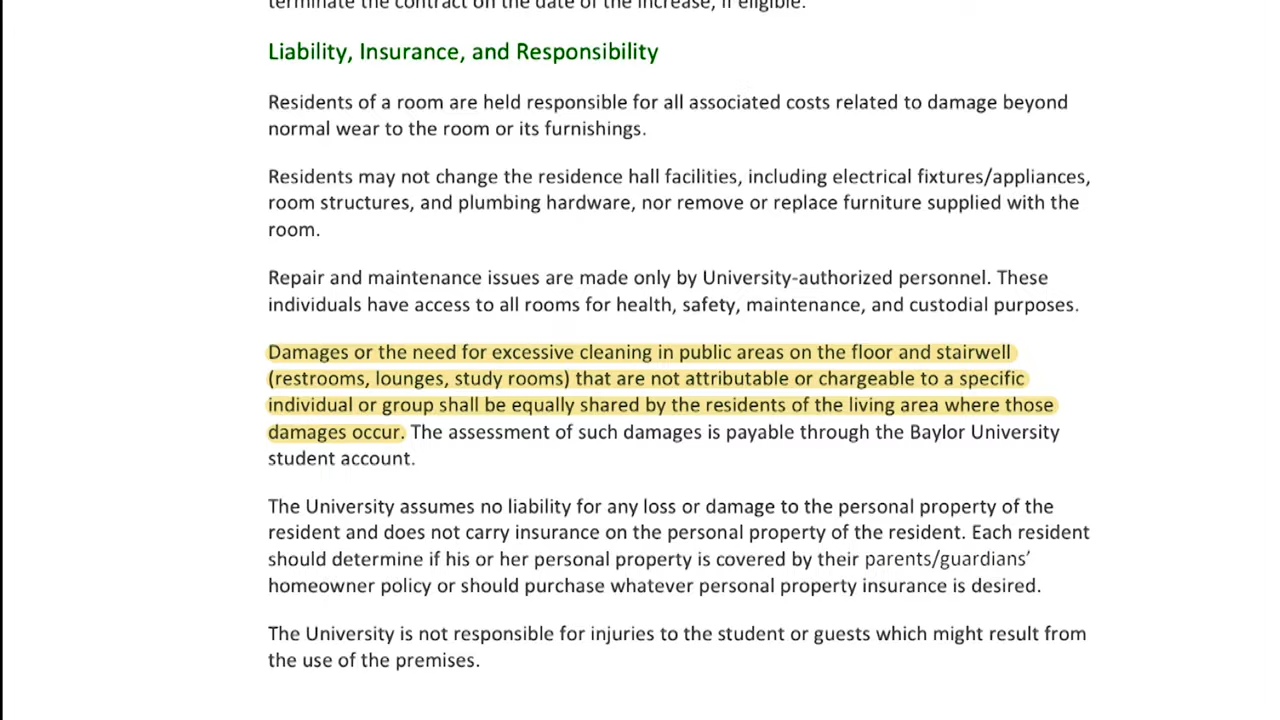 terminate the contract on the date of the increase, if eligible.
Liability, Insurance, and Responsibility
Residents of a room are held responsible for all associated costs related to damage beyond
normal wear to the room or its furnishings.
Residents may not change the residence hall facilities, including electrical fixtures/appliances,
room structures, and plumbing hardware, nor remove or replace furniture supplied with the
room.
Repair and maintenance issues are made only by University-authorized personnel. These
individuals have access to all rooms for health, safety, maintenance, and custodial purposes.
Damages or the need for excessive cleaning in public areas on the floor and stairwell
(restrooms, lounges, study rooms) that are not attributable or chargeable to a specific
individual or group shall be equally shared by the residents of the living area where those
damages occur. The assessment of such damages is payable through the Baylor University
student account.
The University assumes no liability for any loss or damage to the personal property of the
resident and does not carry insurance on the personal property of the resident. Each resident
should determine if his or her personal property is covered by their parents/guardians’
homeowner policy or should purchase whatever personal property insurance is desired.
The University is not responsible for injuries to the student or guests which might result from
the use of the premises.